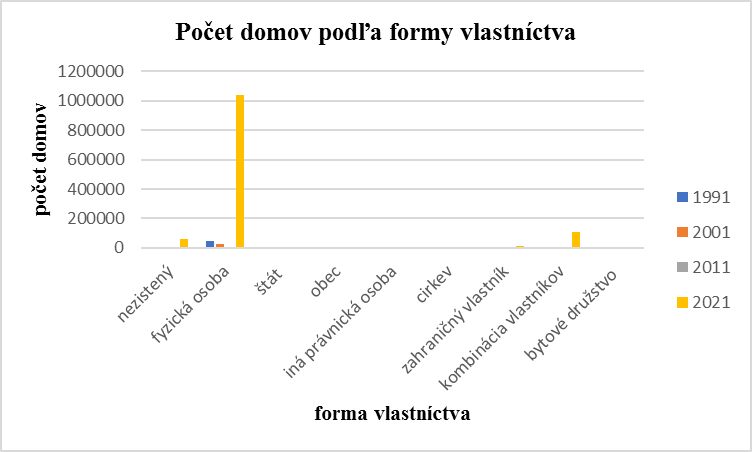 Počet domov podľa formy vlastníctva
počet domov
1200000
1000000
800000
600000
400000
200000
0
nezistený
fyzická osoba
štát
obec
iná právnická osoba
cirkev
zahraničný vlastník
kombinácia vlastníkov
bytové družstvo
forma vlastníctva
1991
2001
2011
2021